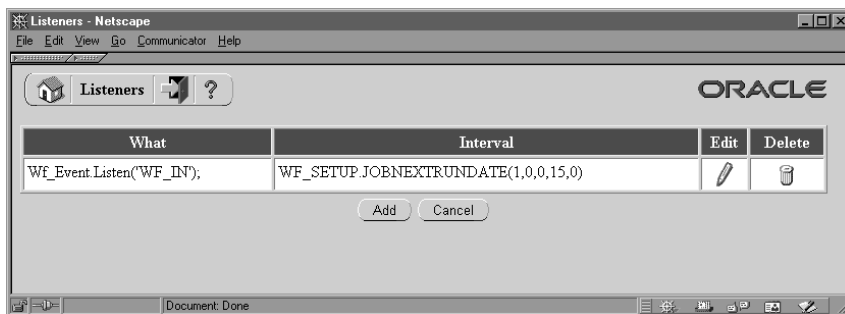 Listeners - Netscape
File Edit View Go Communicator Help
Listeners ?
ORACLE
What Interval Edit Delete
Wf_Event.Listen('WF_IN'); WF_SETUP.JOBNEXTRUNDATE(1,0,0,15,0)
Add Cancel
Document: Done